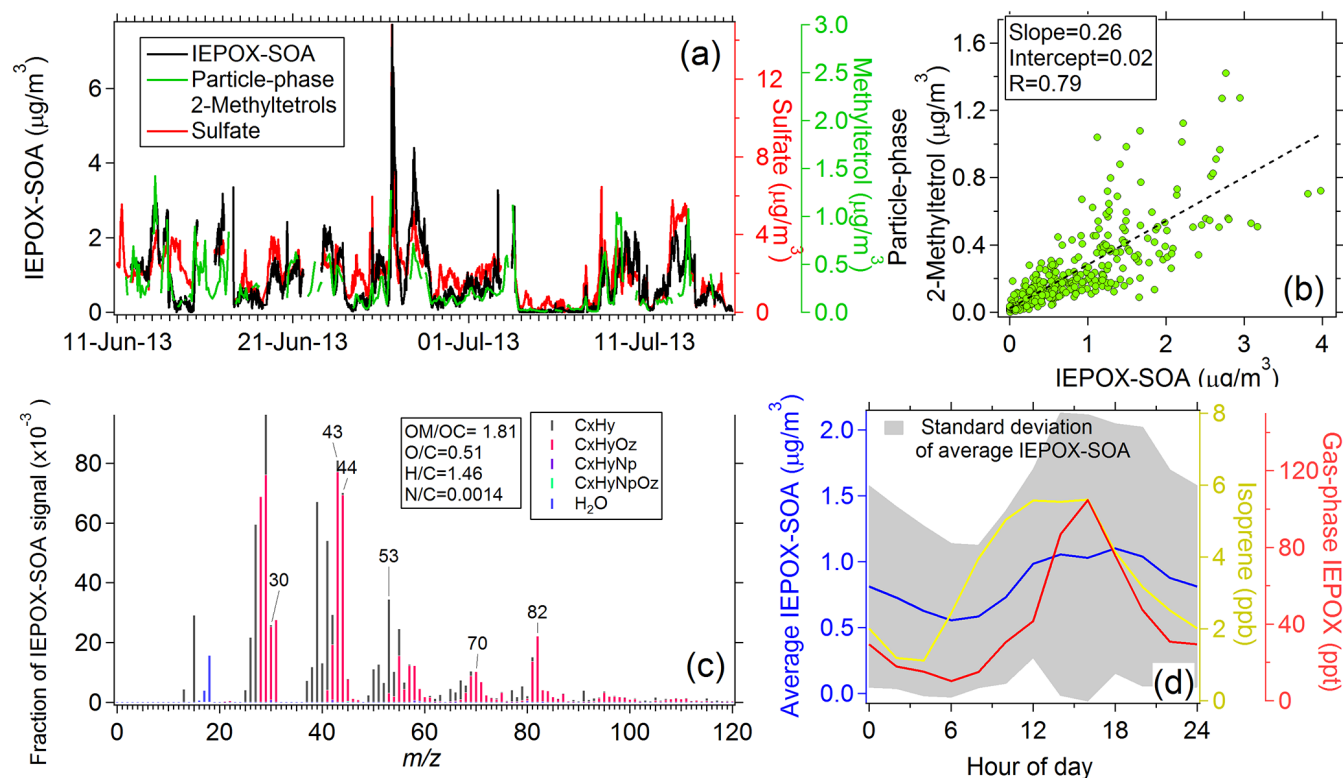 (a)
IEPOX-SOA
Particle-phase
2-Methyltetrols
Sulfate
IEPOX-SOA (μg/m³)
6
4
2
0
Sulfate (μg/m³)
12
8
4
0
Methyltetrol (μg/m³)
3.0
2.5
2.0
1.5
1.0
0.5
0.0
11-Jun-13
21-Jun-13
01-Jul-13
11-Jul-13
(b)
Slope=0.26
Intercept=0.02
R=0.79
Particle-phase
2-Methyltetrol (μg/m³)
1.6
1.2
0.8
0.4
0.0
0
1
2
3
4
IEPOX-SOA (μg/m³)
(c)
Fraction of IEPOX-SOA signal (x10⁻³)
80
60
40
20
0
OM/OC= 1.81
O/C=0.51
H/C=1.46
N/C=0.0014
CxHy
CxHyOz
CxHyNp
CxHyNpOz
H₂O
43
44
30
53
70
82
0
20
40
60
80
100
120
m/z
(d)
Standard deviation
of average IEPOX-SOA
Average IEPOX-SOA (μg/m³)
2.0
1.5
1.0
0.5
0.0
Isoprene (ppb)
8
6
4
2
0
Gas-phase IEPOX (ppt)
120
80
40
0
0
6
12
18
24
Hour of day